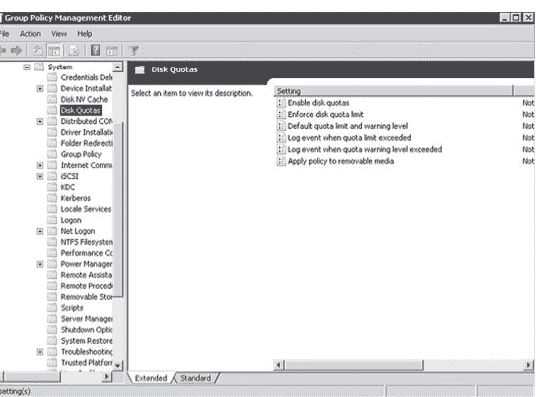 Group Policy Management Editor
File Action View Help
System
Credentials Dele
Device Installat
Disk NV Cache
Disk Quotas
Distributed COM
Driver Installati
Folder Redirecti
Group Policy
Internet Commu
iSCSI
KDC
Kerberos
Locale Services
Logon
Net Logon
NTFS Filesystem
Performance Co
Power Manager
Remote Assista
Remote Procedu
Removable Stor
Scripts
Server Manager
Shutdown Optic
System Restore
Troubleshooting
Trusted Platform
Disk Quotas
Select an item to view its description.
Setting
Enable disk quotas Not
Enforce disk quota limit Not
Default quota limit and warning level Not
Log event when quota limit exceeded Not
Log event when quota warning level exceeded Not
Apply policy to removable media Not
Extended Standard
setting(s)